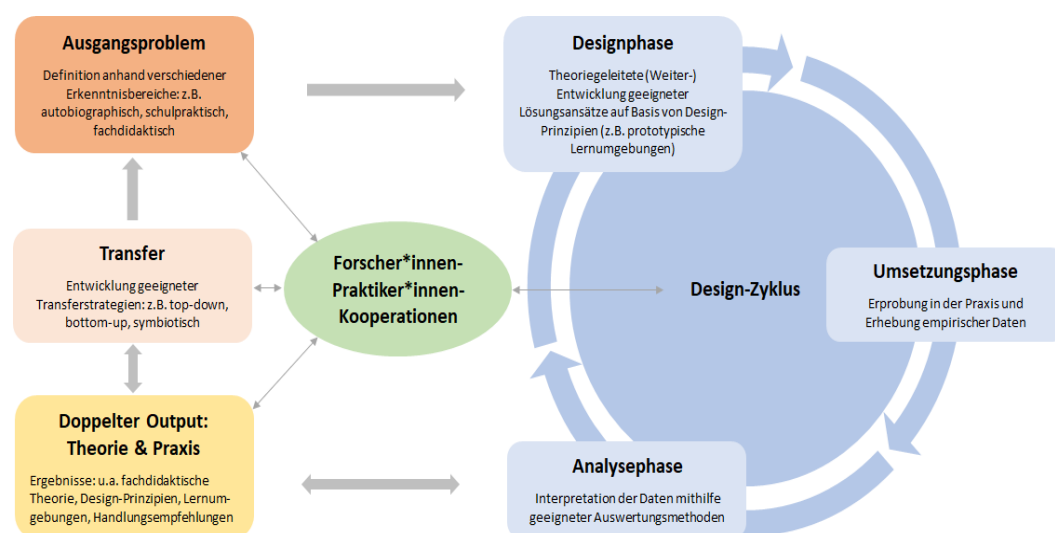 Ausgangsproblem
Definition anhand verschiedener
Erkenntnisbereiche: z.B.
autobiographisch, schulpraktisch,
fachdidaktisch
Designphase
Theoriegeleitete (Weiter-)
Entwicklung geeigneter
Lösungsansätze auf Basis von Design-
Prinzipien (z.B. prototypische
Lernumgebungen)
Transfer
Entwicklung geeigneter
Transferstrategien: z.B. top-down,
bottom-up, symbiotisch
Forscher*innen-
Praktiker*innen-
Kooperationen
Design-Zyklus
Umsetzungsphase
Erprobung in der Praxis und
Erhebung empirischer Daten
Doppelter Output:
Theorie & Praxis
Ergebnisse: u.a. fachdidaktische
Theorie, Design-Prinzipien, Lernum-
gebungen, Handlungsempfehlungen
Analysephase
Interpretation der Daten mithilfe
geeigneter Auswertungsmethoden